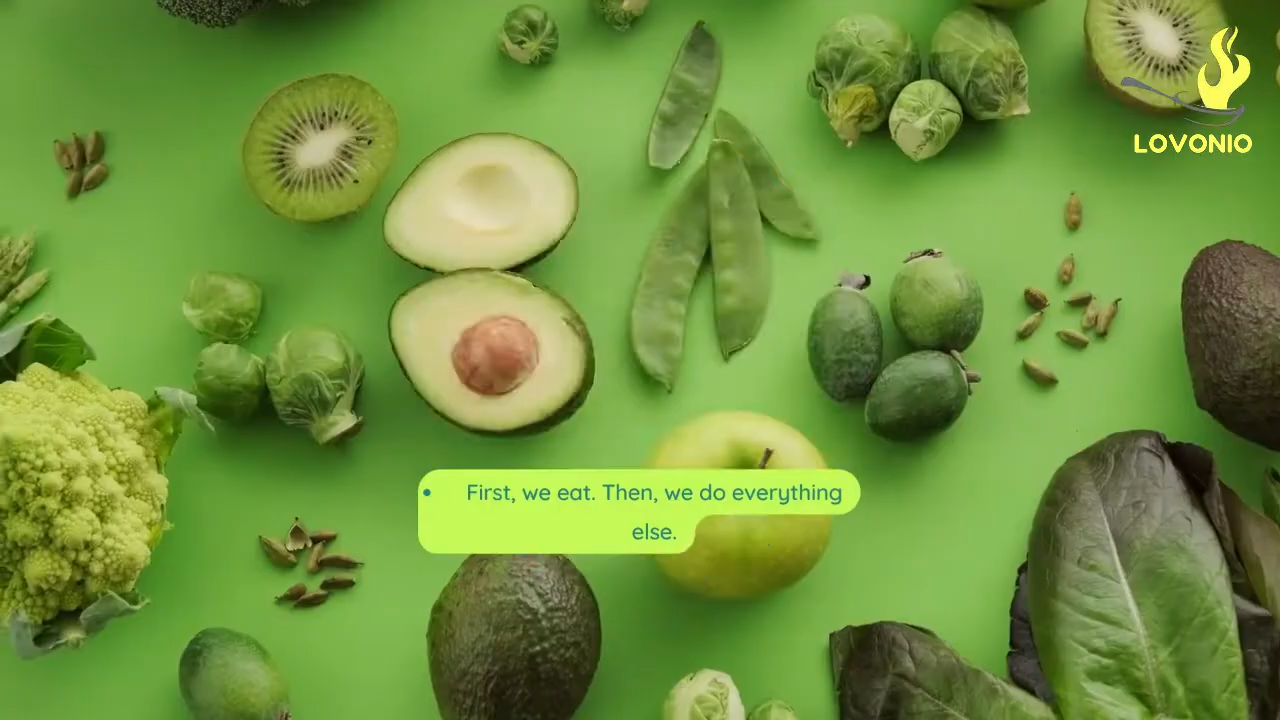 LOVONIO
• First, we eat. Then, we do everything
else.